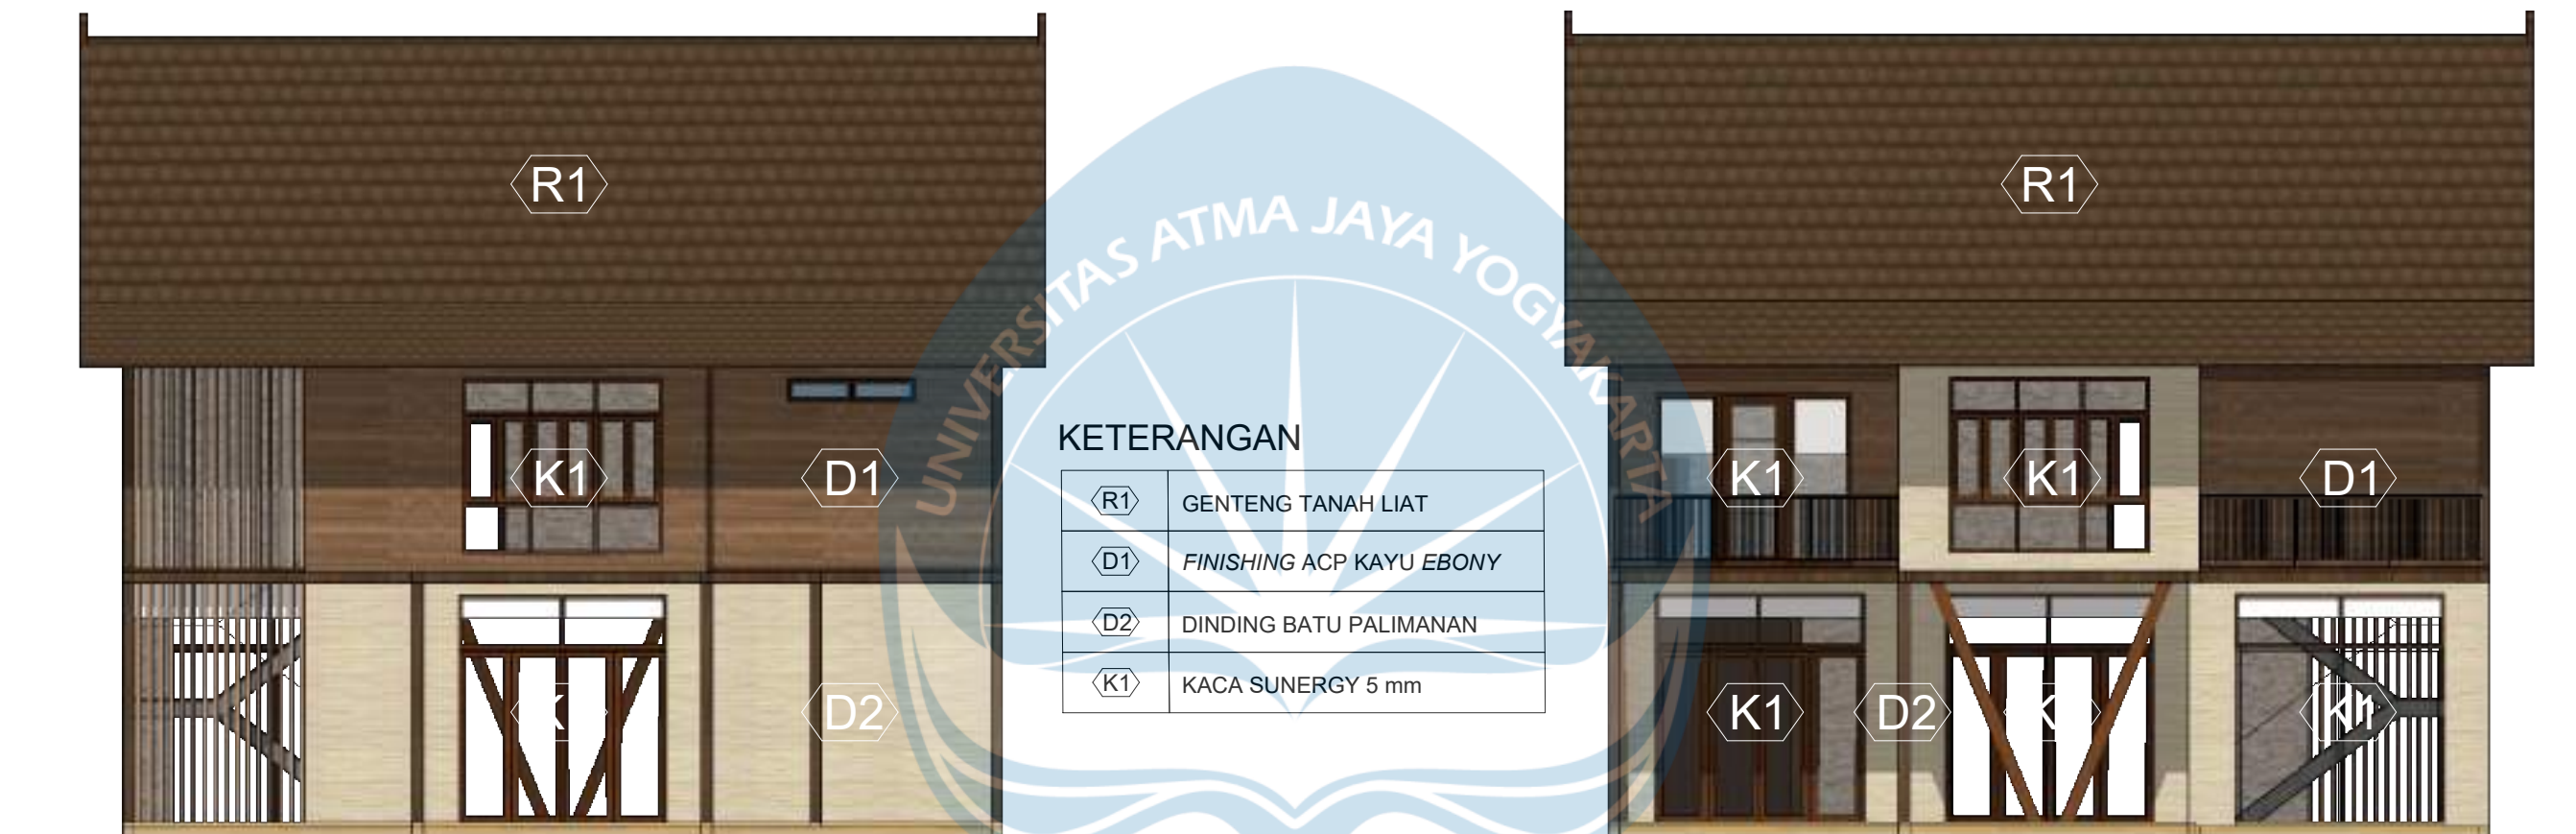 R1
R1
UNIVERSITAS ATMA JAYA YOGYAKARTA
K1
D1
K1
K1
D1
KETERANGAN
R1 GENTENG TANAH LIAT
D1 FINISHING ACP KAYU EBONY
D2 DINDING BATU PALIMANAN
K1 KACA SUNERGY 5 mm
K
D2
K1
D2
K
K1